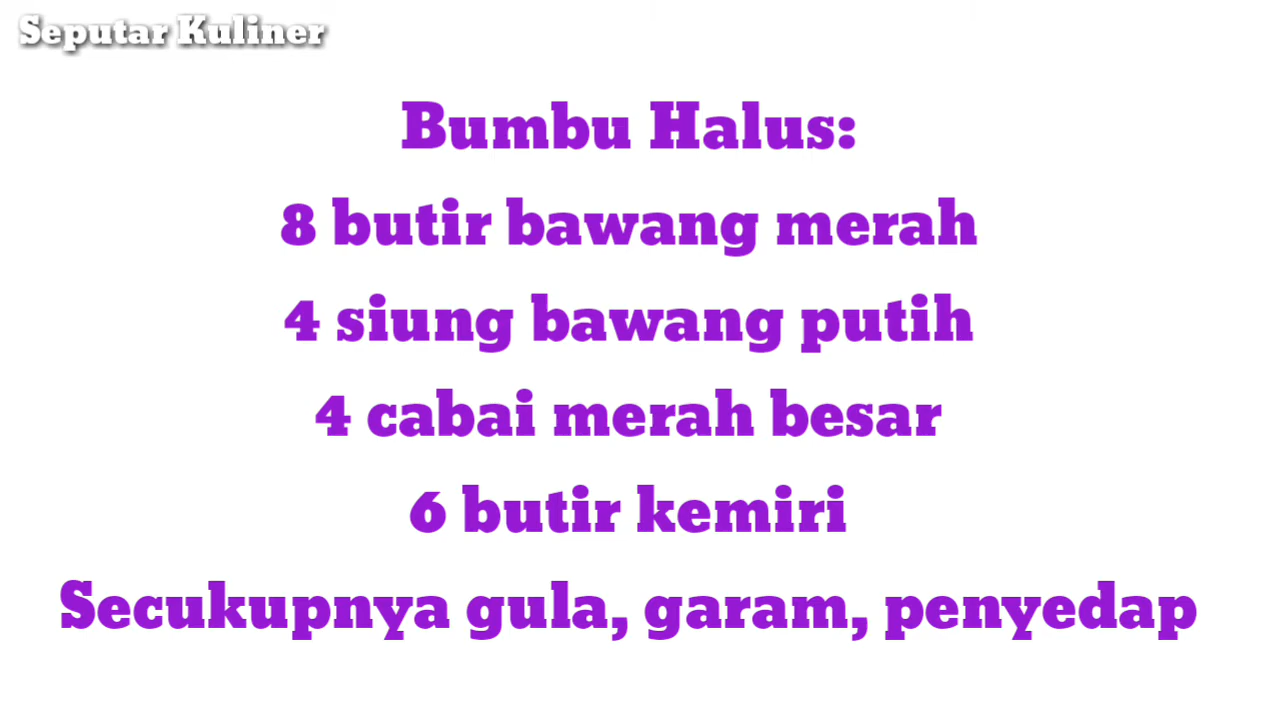 Seputar Kuliner
Bumbu Halus:
8 butir bawang merah
4 siung bawang putih
4 cabai merah besar
6 butir kemiri
Secukupnya gula, garam, penyedap